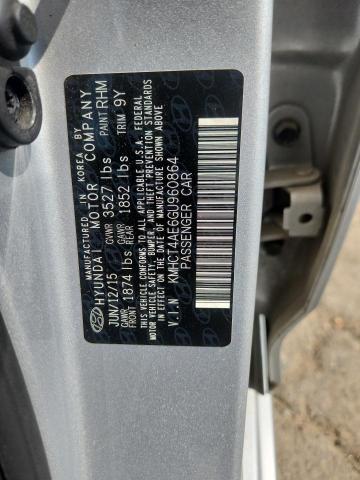 MANUFACTURED IN KOREA BY
HYUNDAI MOTOR COMPANY
JUN/12/15 GVWR 3527 lbs PAINT RHM
GAWR FRONT 1874 lbs GAWR REAR 1852 lbs TRIM 9Y
THIS VEHICLE CONFORMS TO ALL APPLICABLE U.S.A. FEDERAL
MOTOR VEHICLE SAFETY, BUMPER, AND THEFT-PREVENTION STANDARDS
IN EFFECT ON THE DATE OF MANUFACTURE SHOWN ABOVE.
V.I.N KMHCT4AE6GU960864
PASSENGER CAR